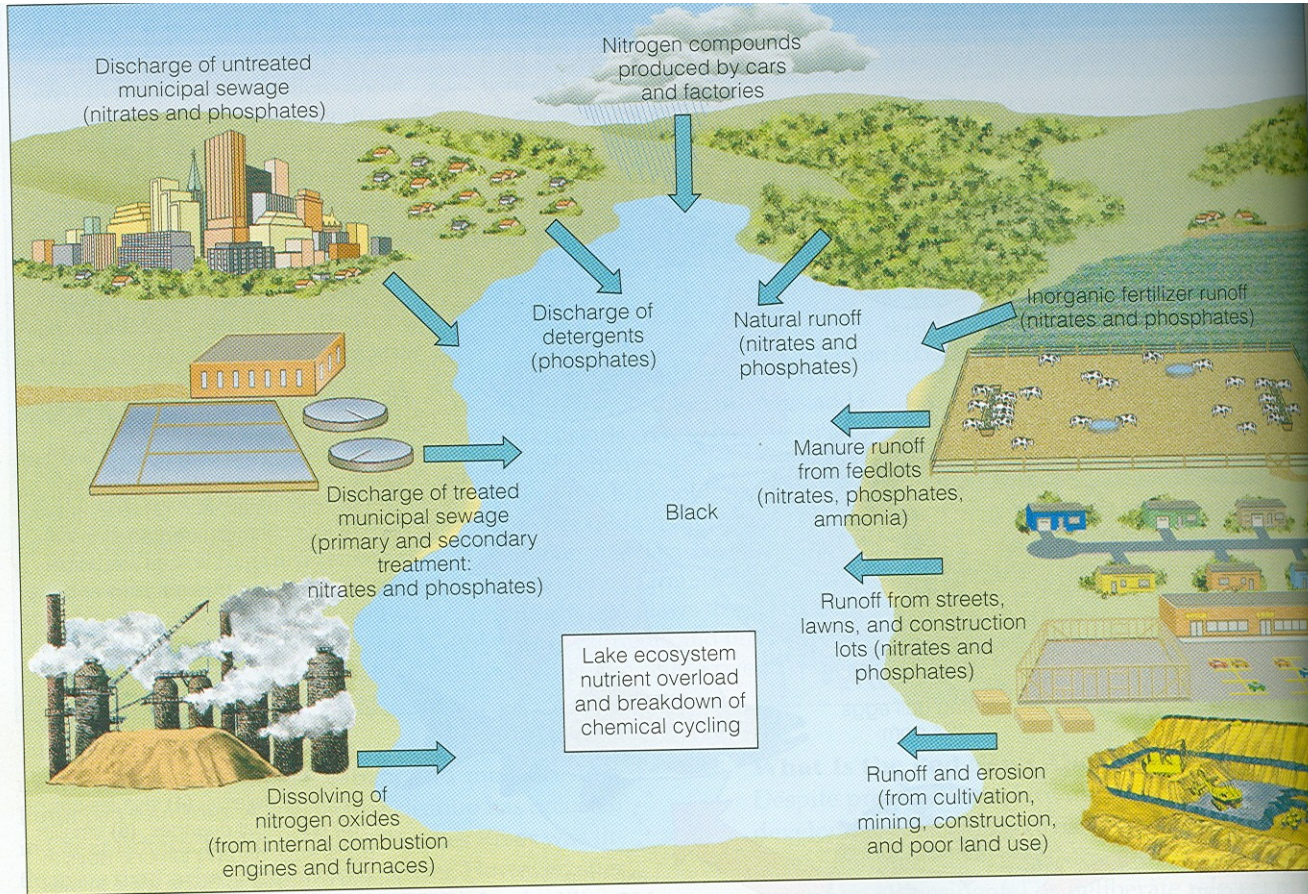 Discharge of untreated
municipal sewage
(nitrates and phosphates)
Nitrogen compounds
produced by cars
and factories
Discharge of
detergents
(phosphates)
Natural runoff
(nitrates and
phosphates)
Inorganic fertilizer runoff
(nitrates and phosphates)
Manure runoff
from feedlots
(nitrates, phosphates,
ammonia)
Discharge of treated
municipal sewage
(primary and secondary
treatment:
nitrates and phosphates)
Black
Runoff from streets,
lawns, and construction
lots (nitrates and
phosphates)
Lake ecosystem
nutrient overload
and breakdown of
chemical cycling
Dissolving of
nitrogen oxides
(from internal combustion
engines and furnaces)
Runoff and erosion
(from cultivation,
mining, construction,
and poor land use)